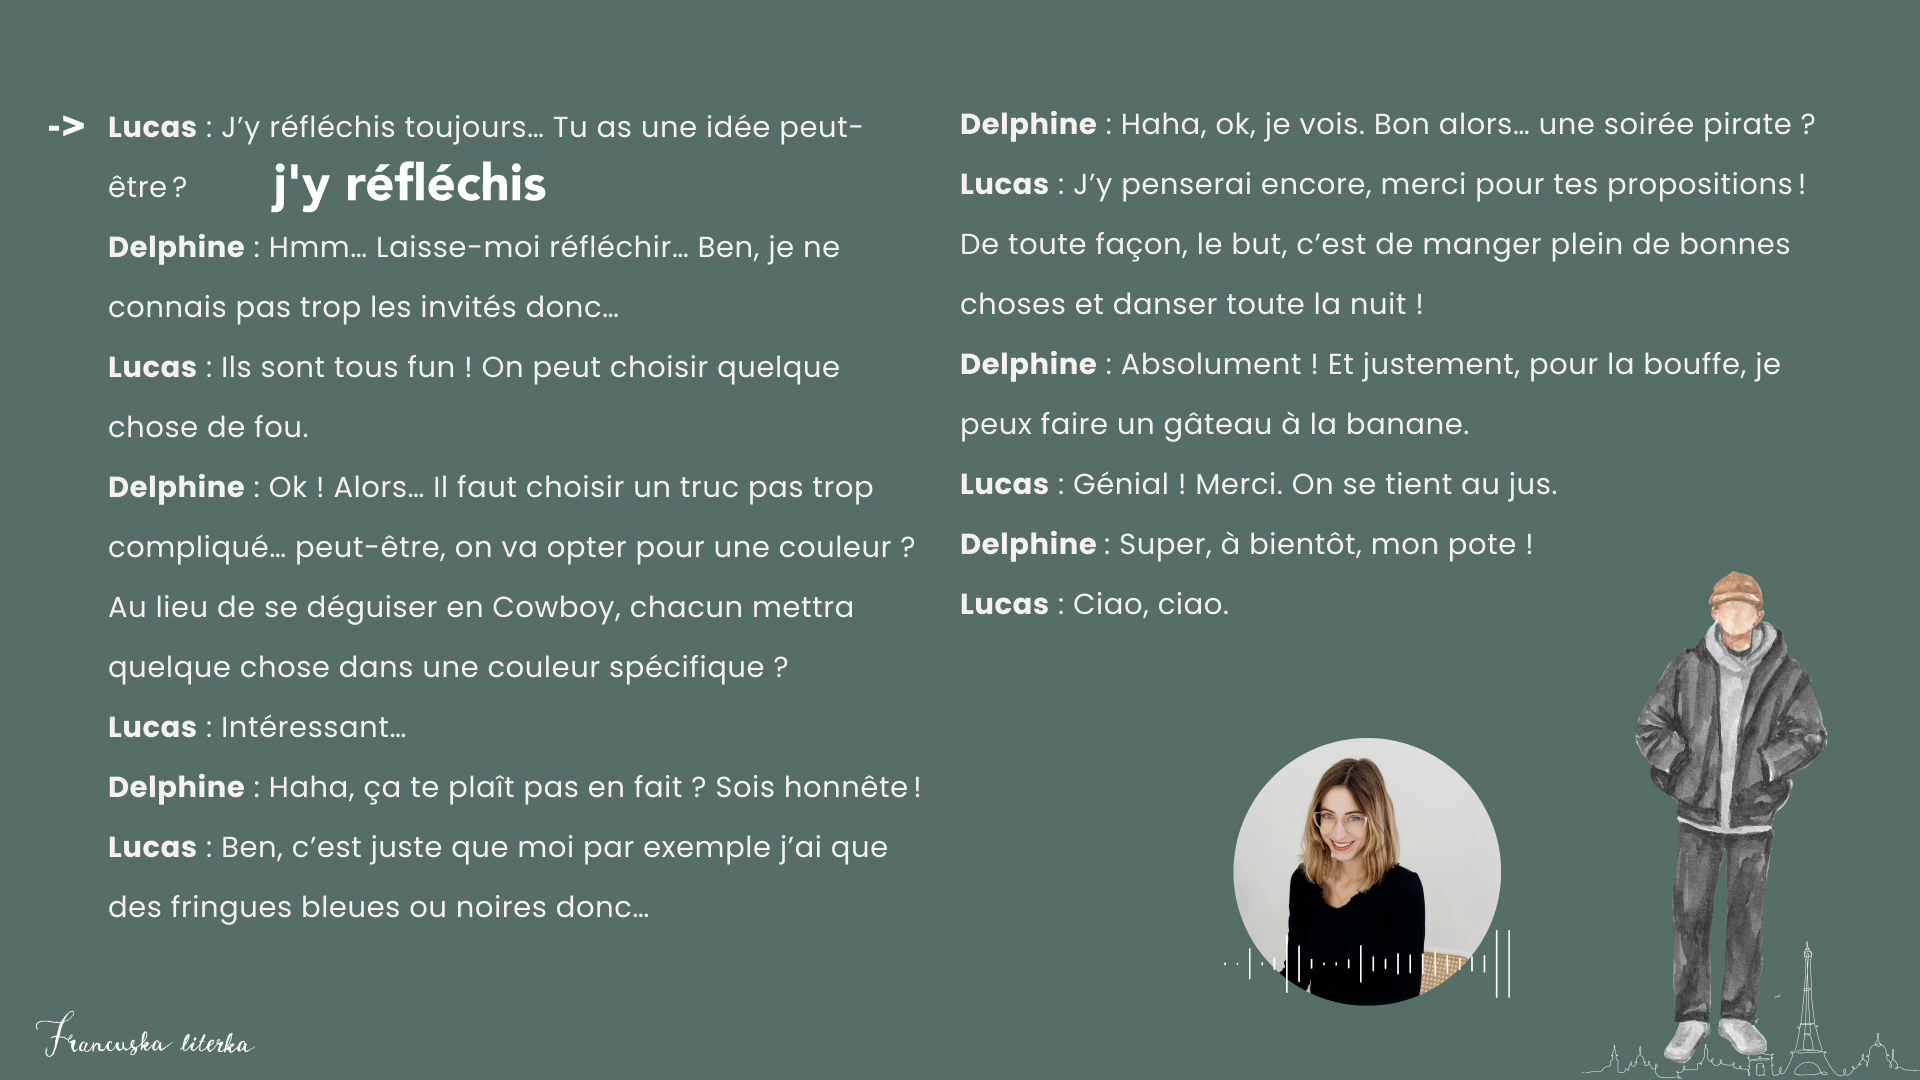 -> Lucas : J’y réfléchis toujours… Tu as une idée peut-
être ? j'y réfléchis
Delphine : Hmm… Laisse-moi réfléchir… Ben, je ne
connais pas trop les invités donc…
Lucas : Ils sont tous fun ! On peut choisir quelque
chose de fou.
Delphine : Ok ! Alors… Il faut choisir un truc pas trop
compliqué… peut-être, on va opter pour une couleur ?
Au lieu de se déguiser en Cowboy, chacun mettra
quelque chose dans une couleur spécifique ?
Lucas : Intéressant…
Delphine : Haha, ça te plaît pas en fait ? Sois honnête !
Lucas : Ben, c’est juste que moi par exemple j’ai que
des fringues bleues ou noires donc…
Delphine : Haha, ok, je vois. Bon alors… une soirée pirate ?
Lucas : J’y penserai encore, merci pour tes propositions !
De toute façon, le but, c’est de manger plein de bonnes
choses et danser toute la nuit !
Delphine : Absolument ! Et justement, pour la bouffe, je
peux faire un gâteau à la banane.
Lucas : Génial ! Merci. On se tient au jus.
Delphine : Super, à bientôt, mon pote !
Lucas : Ciao, ciao.
Francuska literka